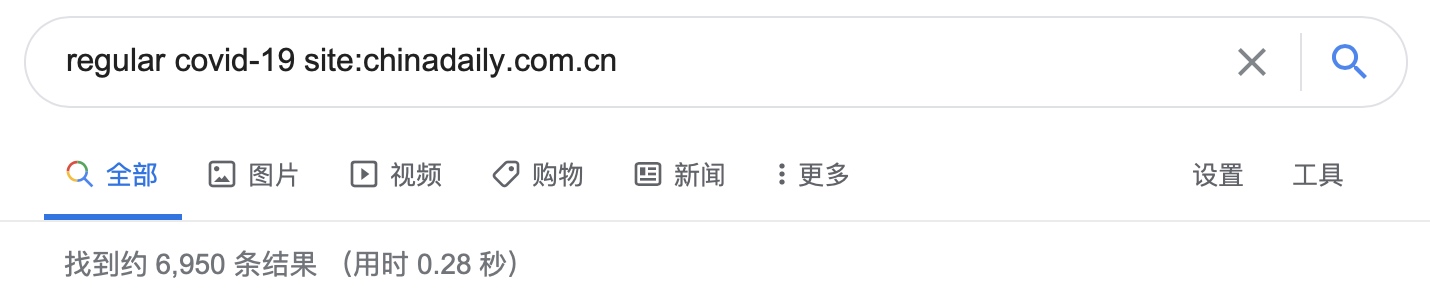 regular covid-19 site:chinadaily.com.cn
全部 图片 视频 购物 新闻 更多 设置 工具
找到约 6,950 条结果 （用时 0.28 秒）